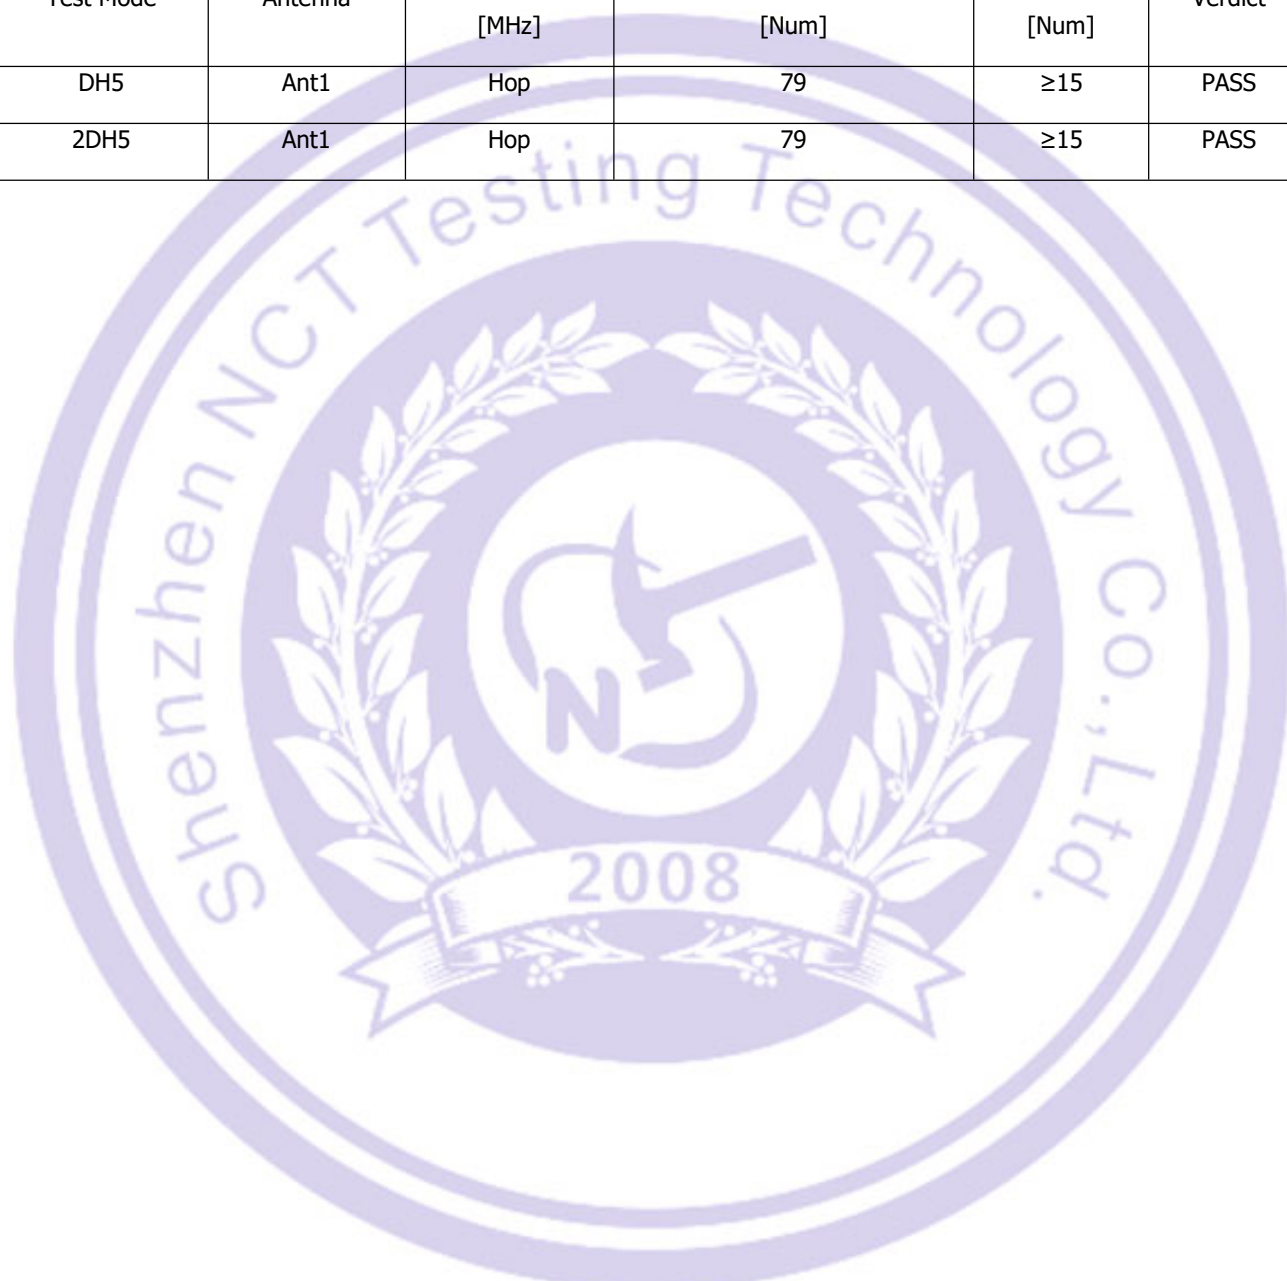 Test Mode Antenna Verdict
[MHz] [Num] [Num]
DH5 Ant1 Hop 79 ≥15 PASS
2DH5 Ant1 Hop 79 ≥15 PASS
Shenzhen NCT Testing Technology Co.,Ltd.
N
2008